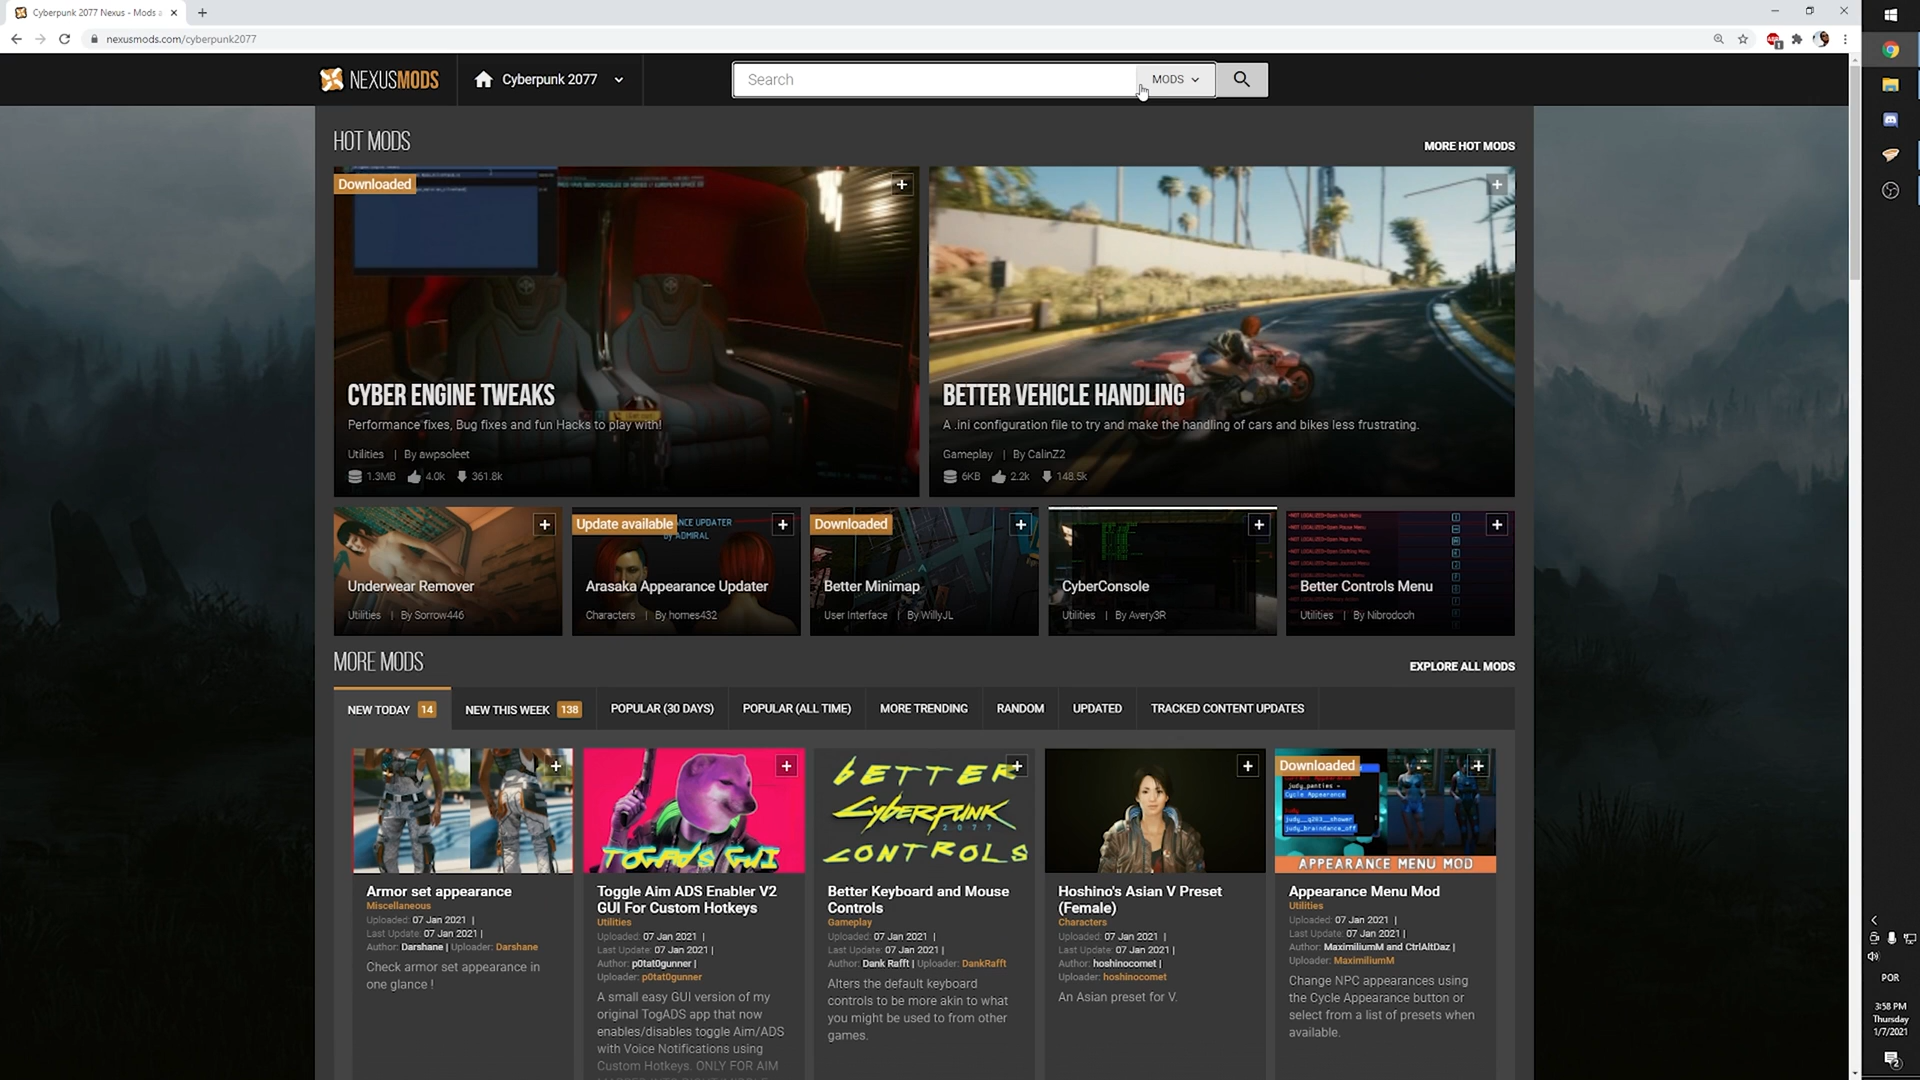 Cyberpunk 2077 Nexus - Mods a
nexusmods.com/cyberpunk2077
NEXUSMODS
Cyberpunk 2077
Search
MODS
HOT MODS
MORE HOT MODS
Downloaded
CYBER ENGINE TWEAKS
Performance fixes, Bug fixes and fun Hacks to play with!
Utilities | By awpsoleet
1.3MB 4.0k 361.8k
BETTER VEHICLE HANDLING
A .ini configuration file to try and make the handling of cars and bikes less frustrating.
Gameplay | By CalinZ2
6KB 2.2k 148.5k
Underwear Remover
Utilities | By Sorrow446
Update available
NCE UPDATER
by ADMIRAL
Arasaka Appearance Updater
Characters | By homes432
Downloaded
Better Minimap
User Interface | By WillyJL
CyberConsole
Utilities | By Avery3R
Better Controls Menu
Utilities | By Nibrodooh
MORE MODS
EXPLORE ALL MODS
NEW TODAY 14
NEW THIS WEEK 138
POPULAR (30 DAYS)
POPULAR (ALL TIME)
MORE TRENDING
RANDOM
UPDATED
TRACKED CONTENT UPDATES
Armor set appearance
Miscellaneous
Uploaded: 07 Jan 2021 |
Last Update: 07 Jan 2021 |
Author: Darshane | Uploader: Darshane
Check armor set appearance in
one glance !
TOGADS GUI
Toggle Aim ADS Enabler V2
GUI For Custom Hotkeys
Utilities
Uploaded: 07 Jan 2021 |
Last Update: 07 Jan 2021 |
Author: p0tat0gunner |
Uploader: p0tat0gunner
A small easy GUI version of my
original TogADS app that now
enables/disables toggle Aim/ADS
with Voice Notifications using
Custom Hotkeys. ONLY FOR AIM
BETTER
Cyberpunk
2077
CONTROLS
Better Keyboard and Mouse
Controls
Gameplay
Uploaded: 07 Jan 2021 |
Last Update: 07 Jan 2021 |
Author: Dank Rafft | Uploader: DankRafft
Alters the default keyboard
controls to be more akin to what
you might be used to from other
games.
Hoshino's Asian V Preset
(Female)
Characters
Uploaded: 07 Jan 2021 |
Last Update: 07 Jan 2021 |
Author: hoshinocomet |
Uploader: hoshinocomet
An Asian preset for V.
Downloaded
judy_panties -
Cycle Appearance
judy__q203__shower
judy_braindance_off
APPEARANCE MENU MOD
Appearance Menu Mod
Utilities
Uploaded: 07 Jan 2021 |
Last Update: 07 Jan 2021 |
Author: MaximiliumM and CtrlAltDaz |
Uploader: MaximiliumM
Change NPC appearances using
the Cycle Appearance button or
select from a list of presets when
available.
POR
3:58 PM
Thursday
1/7/2021
2